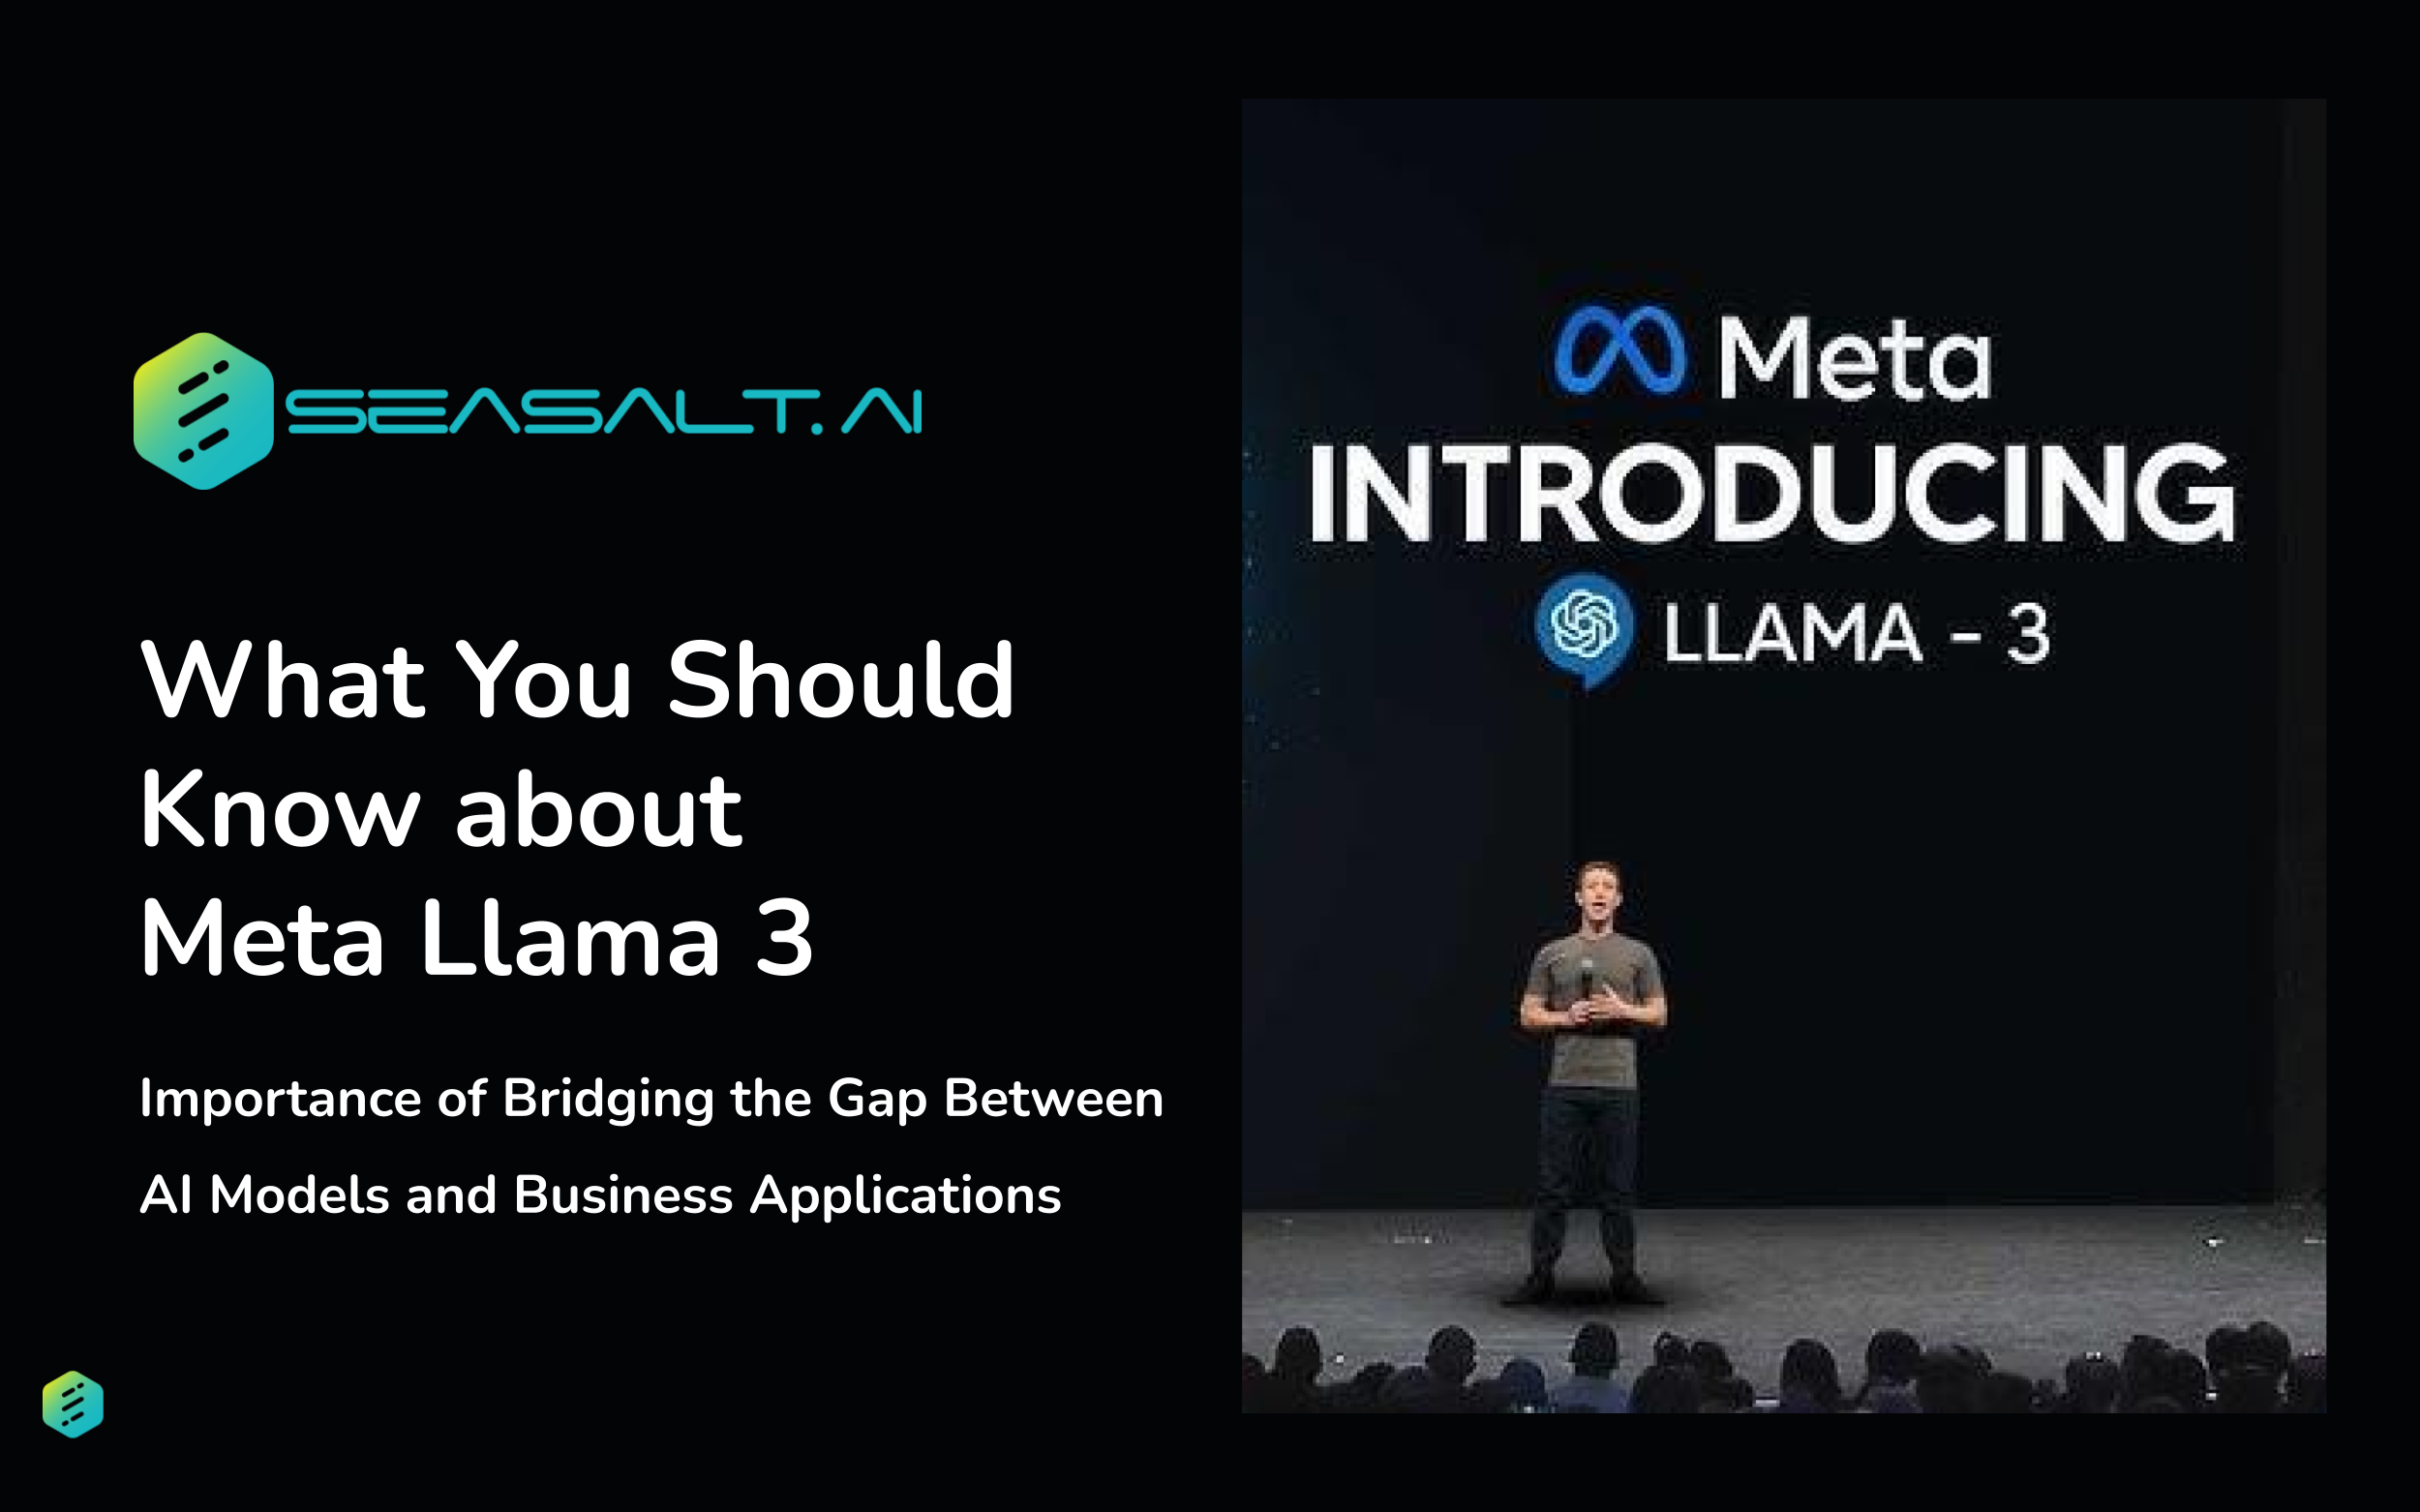 SEASALT.AI
What You Should
Know about
Meta Llama 3
Importance of Bridging the Gap Between
AI Models and Business Applications
Meta
INTRODUCING
LLAMA - 3